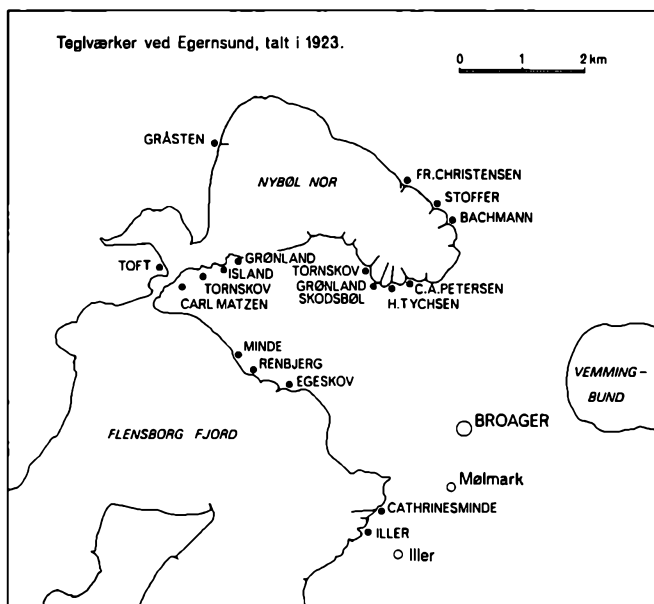 Teglværker ved Egernsund, talt i 1923.
0 1 2 km
GRÅSTEN
NYBØL NOR
FR.CHRISTENSEN
STOFFER
BACHMANN
TOFT
GRØNLAND
ISLAND
TORNSKOV
CARL MATZEN
TORNSKOV
GRØNLAND
SKODSBØL
H.TYCHSEN
C.A.PETERSEN
MINDE
RENBJERG
EGESKOV
VEMMING-
BUND
FLENSBORG FJORD
BROAGER
Mølmark
CATHRINESMINDE
ILLER
Iller